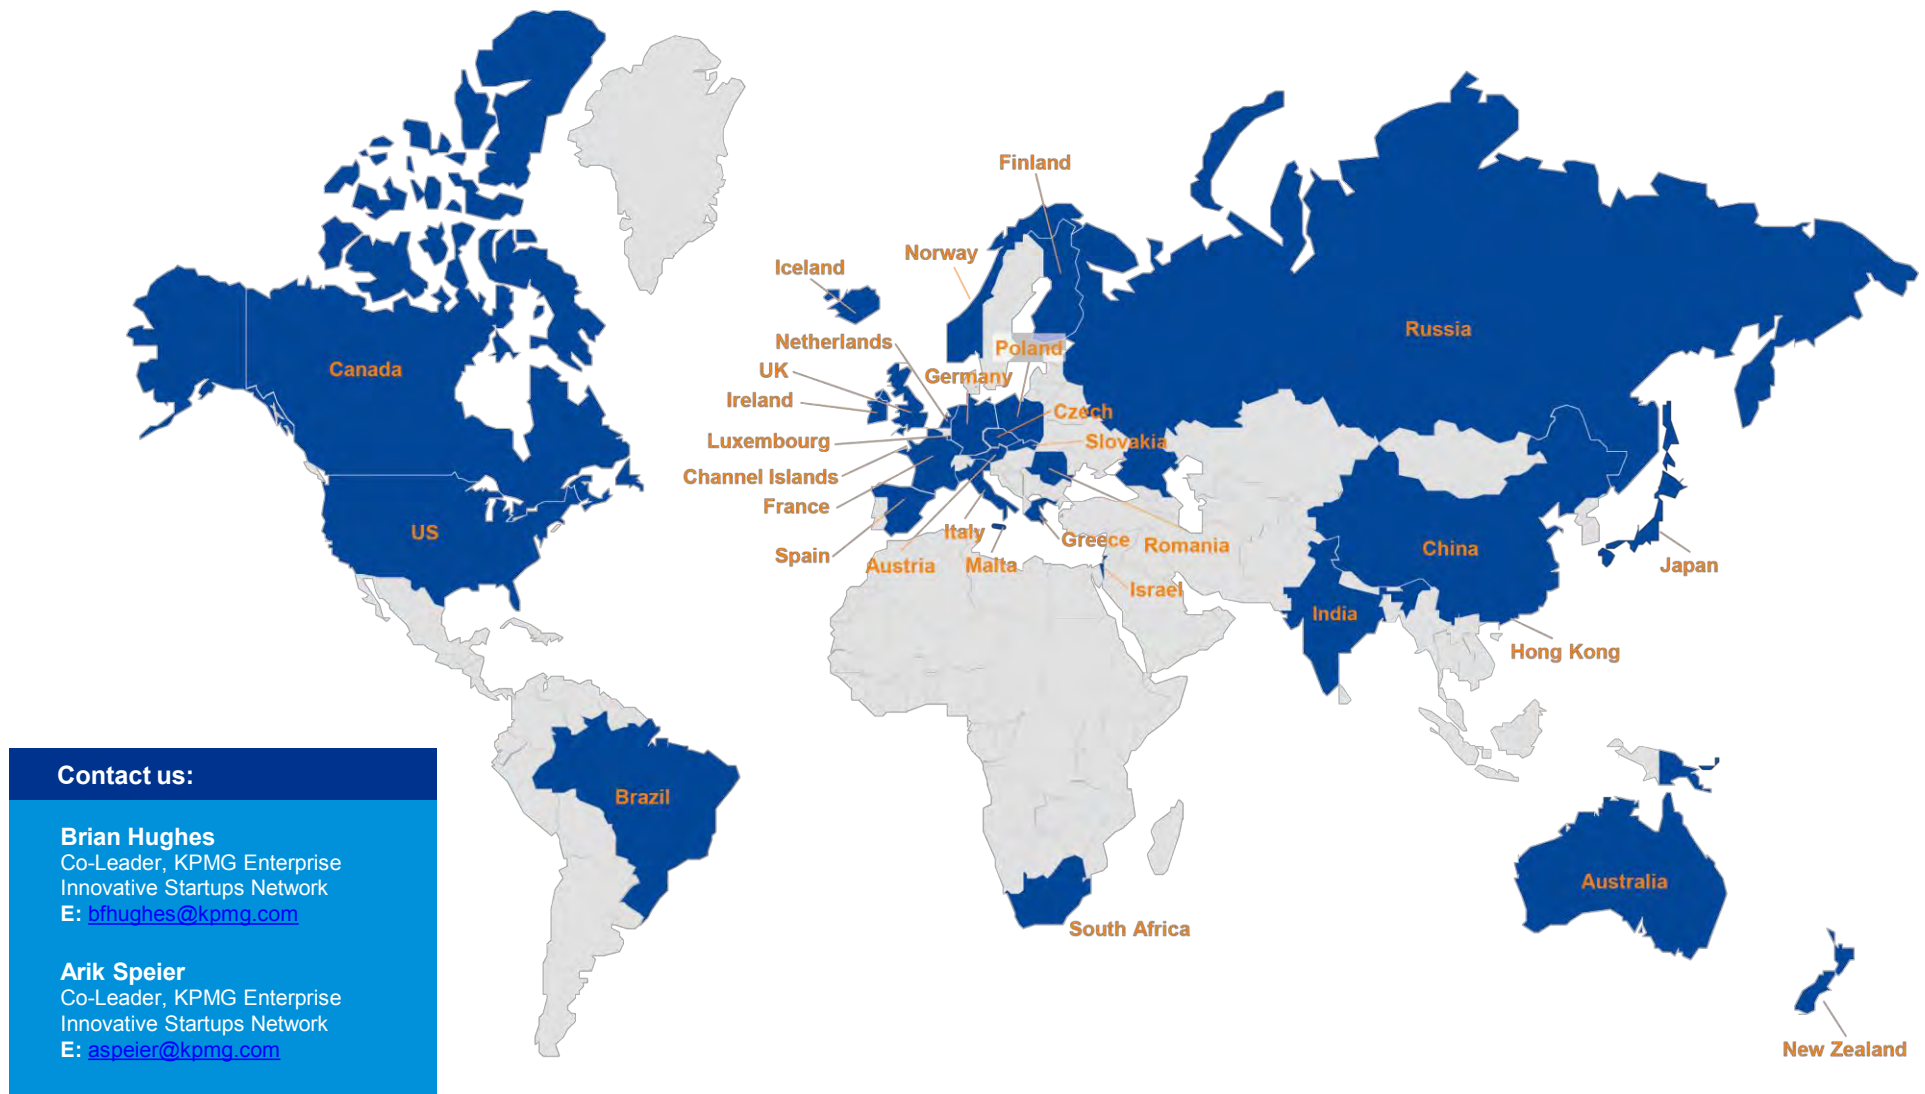 Finland
Norway
Iceland
Russia
Netherlands
Poland
UK
Canada
Germany
Ireland
Czech
Luxembourg
Slovakia
Channel Islands
France
US
Italy
Greece
Romania
China
Spain
Austria
Malta
Japan
Israel
India
Hong Kong
Contact us:
Brazil
Brian Hughes
Co-Leader, KPMG Enterprise
Innovative Startups Network
E: bfhughes@kpmg.com
Australia
South Africa
Arik Speier
Co-Leader, KPMG Enterprise
Innovative Startups Network
E: aspeier@kpmg.com
New Zealand